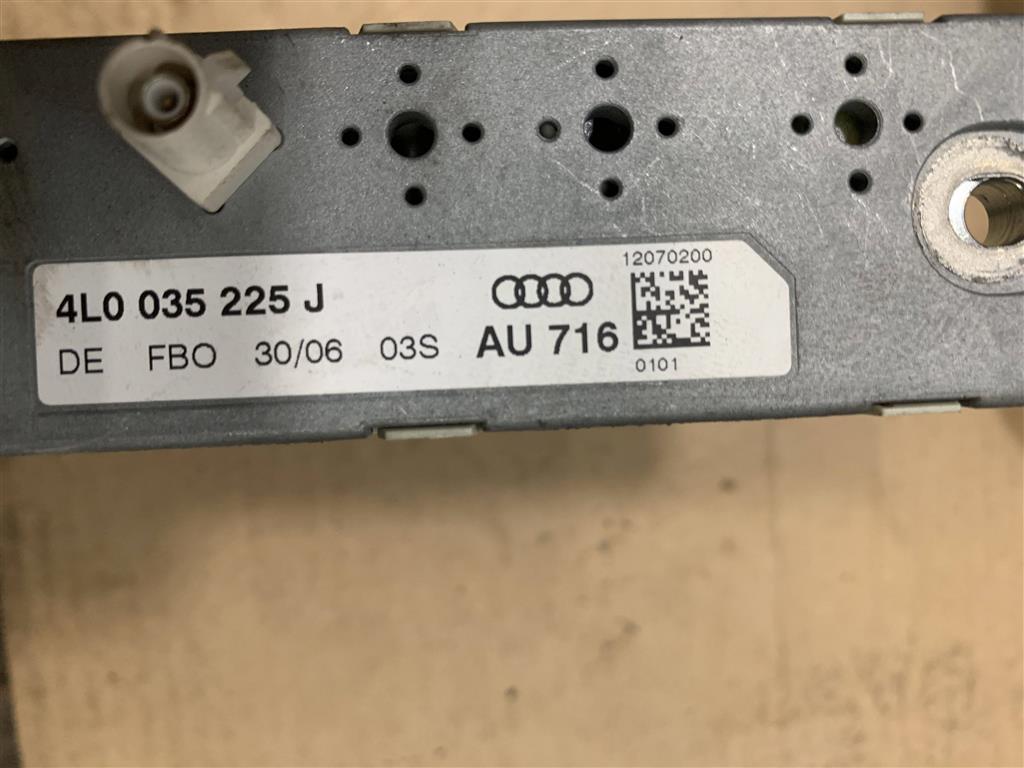 4L0 035 225 J
DE FBO 30/06 03S
AU 716
12070200
0101